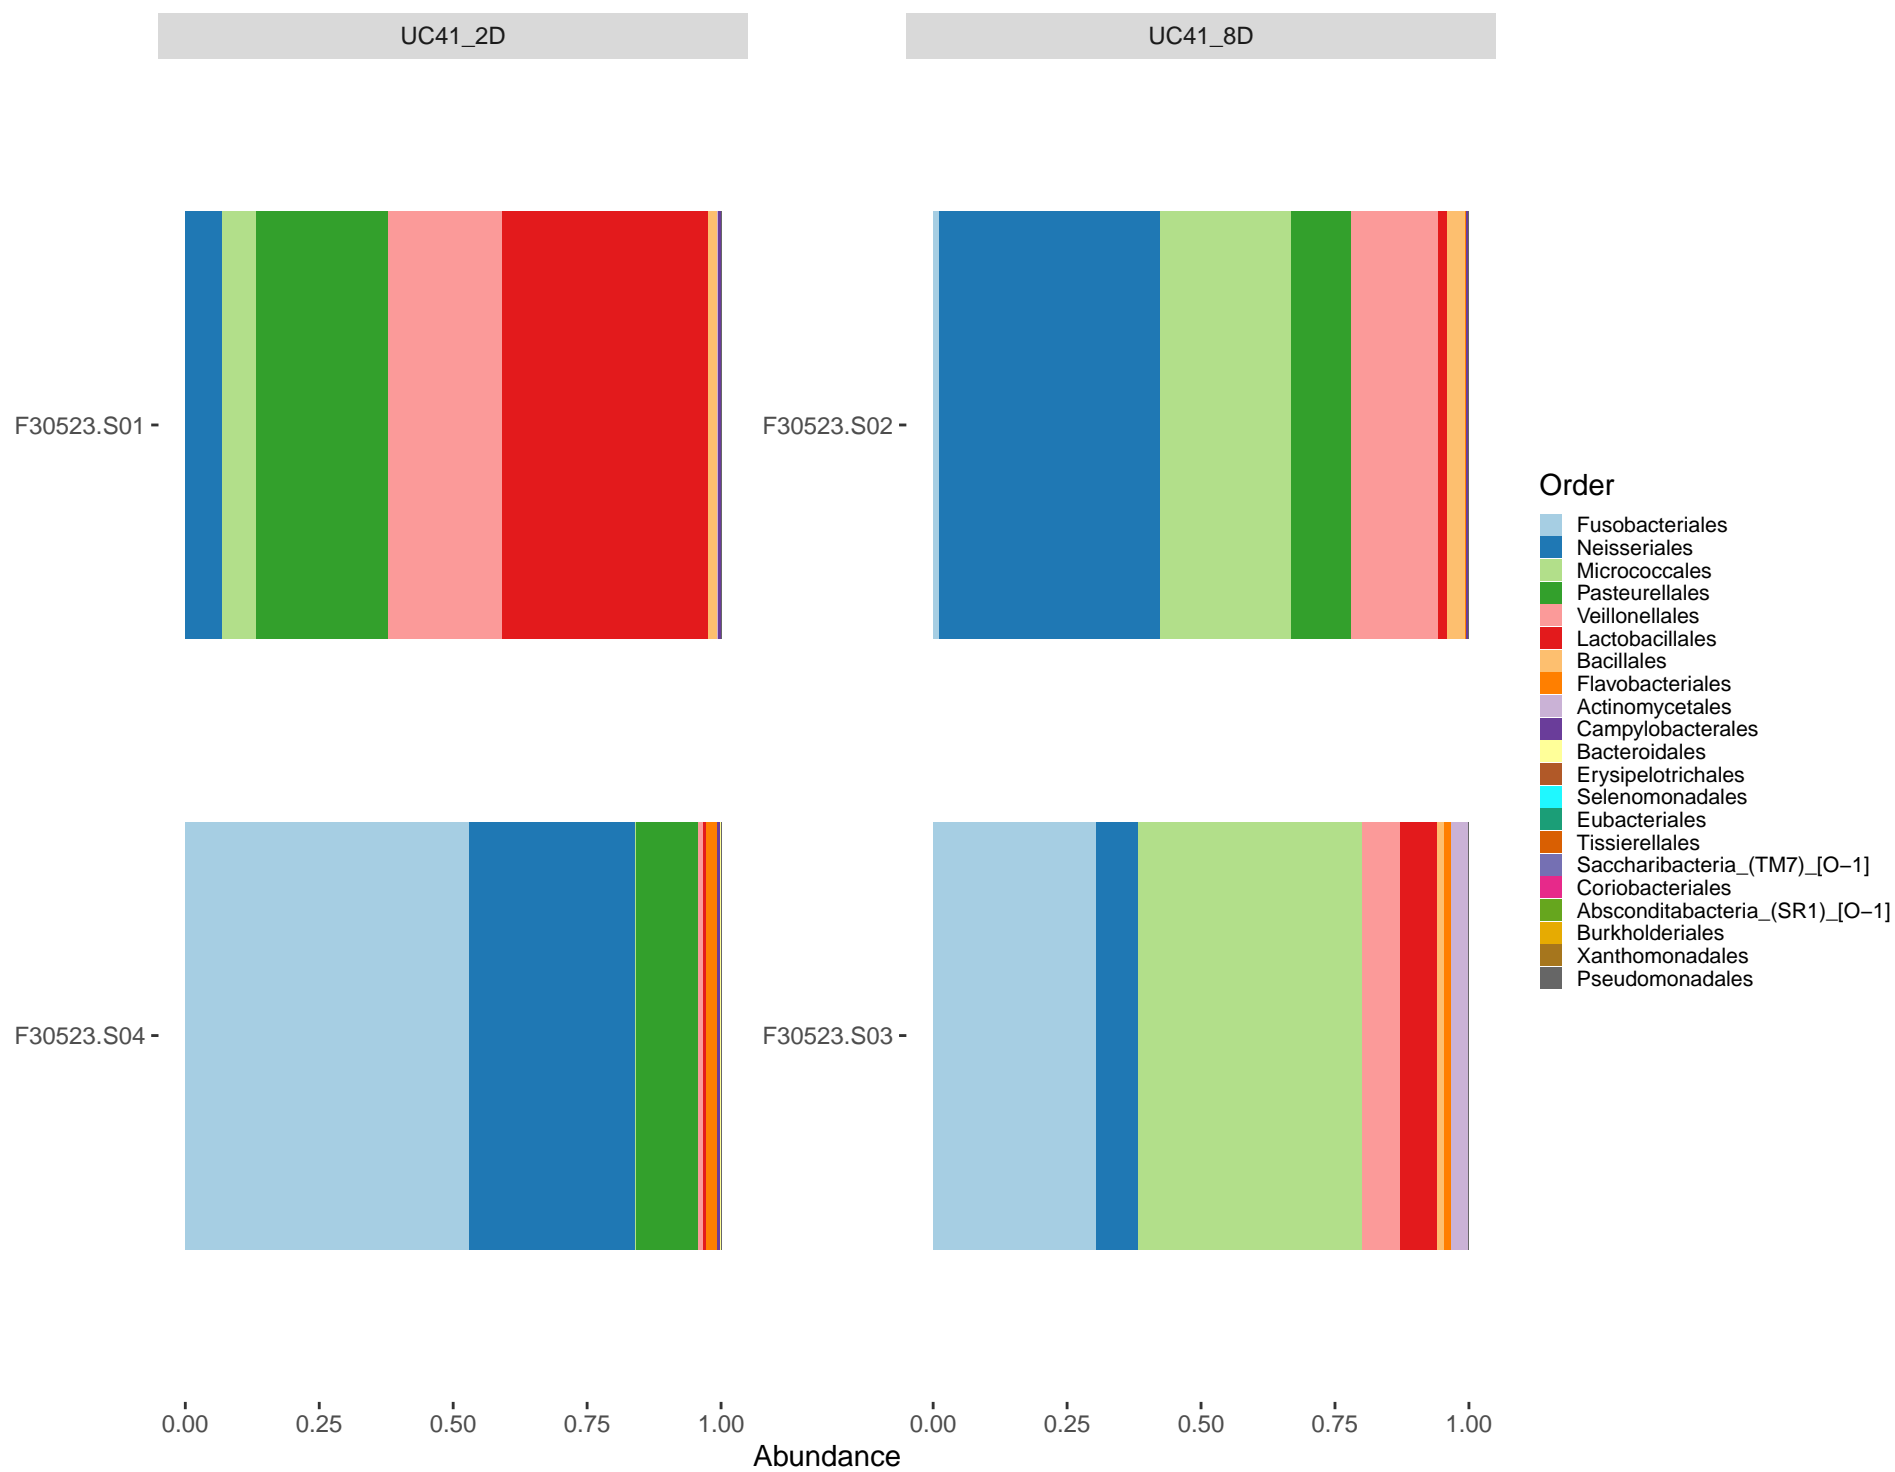 UC41_2D
UC41_8D
F30523.S01
F30523.S02
F30523.S04
F30523.S03
0.00 0.25 0.50 0.75 1.00
0.00 0.25 0.50 0.75 1.00
Abundance
Order
Fusobacteriales
Neisseriales
Micrococcales
Pasteurellales
Veillonellales
Lactobacillales
Bacillales
Flavobacteriales
Actinomycetales
Campylobacterales
Bacteroidales
Erysipelotrichales
Selenomonadales
Eubacteriales
Tissierellales
Saccharibacteria_(TM7)_[O−1]
Coriobacteriales
Absconditabacteria_(SR1)_[O−1]
Burkholderiales
Xanthomonadales
Pseudomonadales